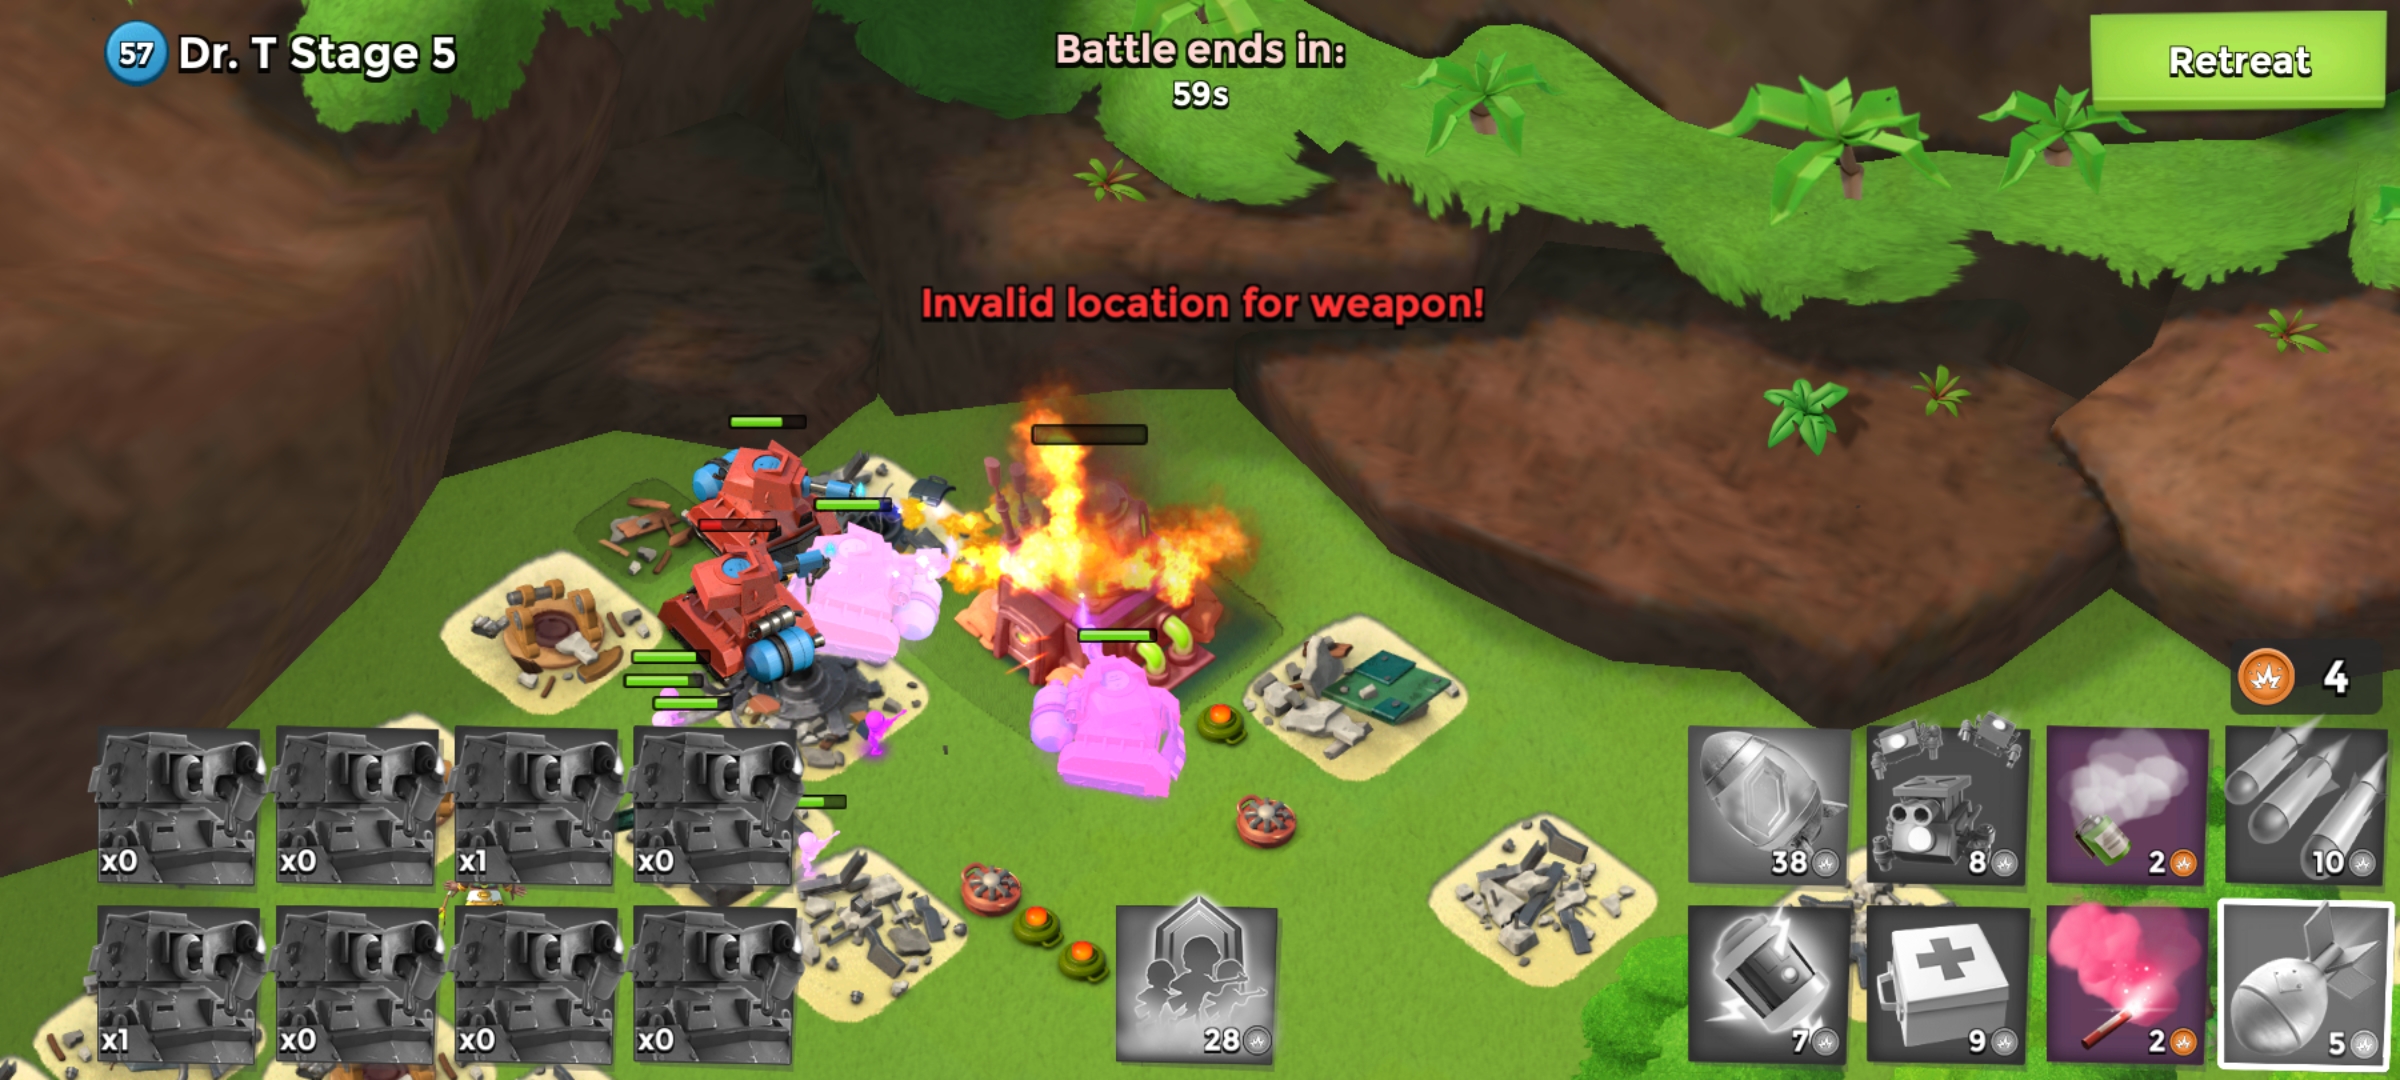 57 Dr. T Stage 5
Battle ends in:
59s
Retreat
Invalid location for weapon!
4
x0 x0 x1 x0
38 8 2 10
x1 x0 x0 x0
28
7 9 2 5